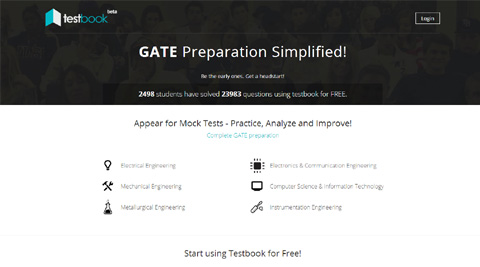 testbook beta
Login
GATE Preparation Simplified!
Be the early ones. Get a headstart!
2498 students have solved 23983 questions using testbook for FREE.
Appear for Mock Tests - Practice, Analyze and Improve!
Complete GATE preparation
Electrical Engineering
Electronics & Communication Engineering
Mechanical Engineering
Computer Science & Information Technology
Metallurgical Engineering
Instrumentation Engineering
Start using Testbook for Free!